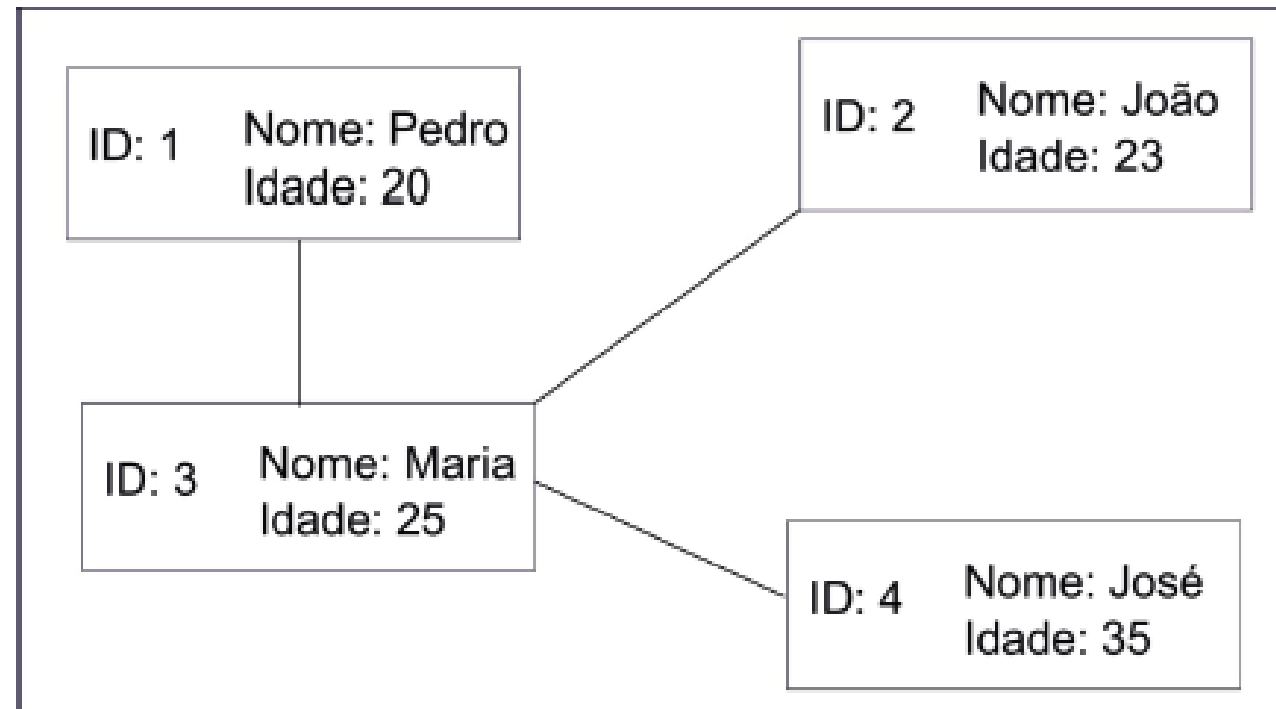 ID: 1
Nome: Pedro
Idade: 20
ID: 2
Nome: João
Idade: 23
ID: 3
Nome: Maria
Idade: 25
ID: 4
Nome: José
Idade: 35